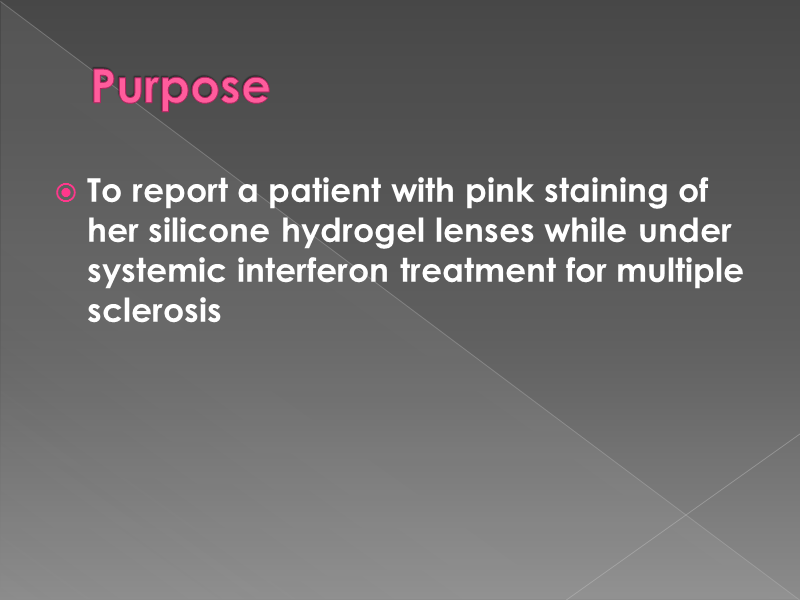 Purpose
To report a patient with pink staining of
her silicone hydrogel lenses while under
systemic interferon treatment for multiple
sclerosis